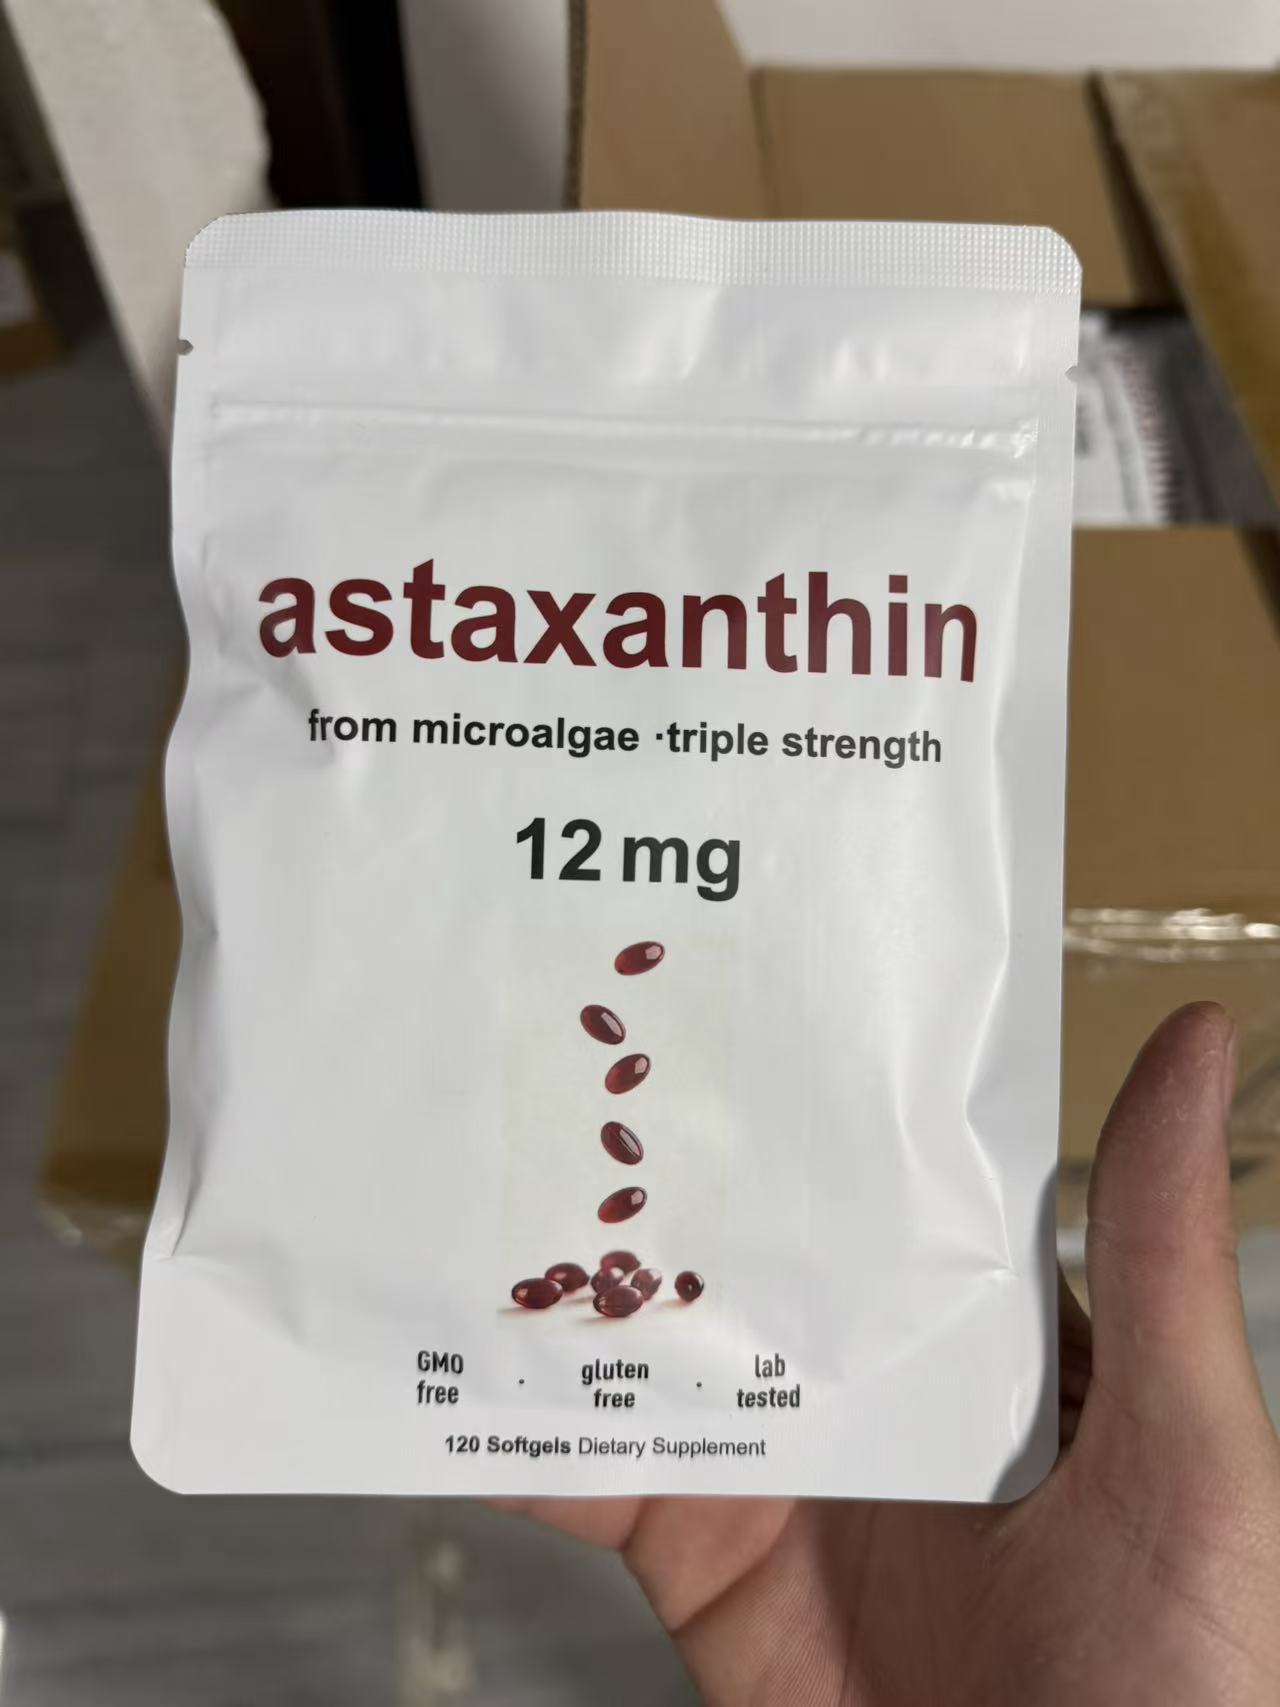 astaxanthin
from microalgae ·triple strength
12 mg
GMO free · gluten free · lab tested
120 Softgels Dietary Supplement